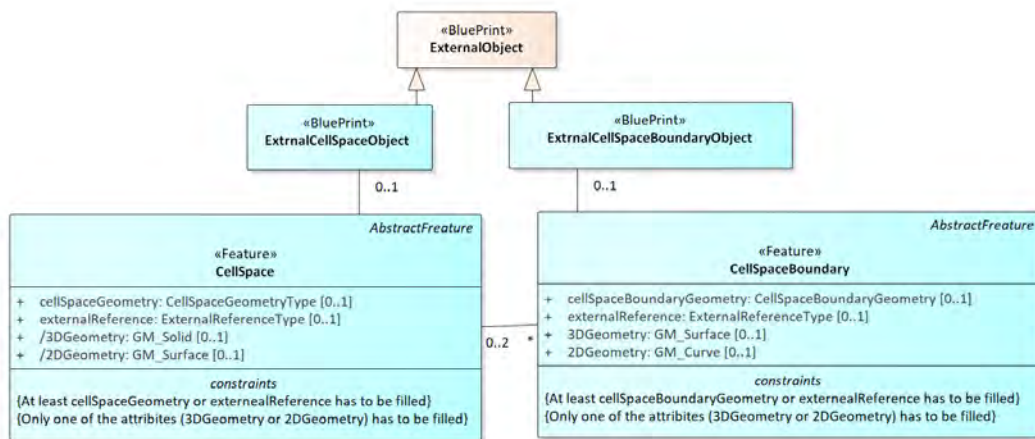 «BluePrint»
ExternalObject
«BluePrint»
ExtrnalCellSpaceObject
«BluePrint»
ExtrnalCellSpaceBoundaryObject
0..1
0..1
AbstractFreature
«Feature»
CellSpace
+ cellSpaceGeometry: CellSpaceGeometryType [0..1]
+ externalReference: ExternalReferenceType [0..1]
+ /3DGeometry: GM_Solid [0..1]
+ /2DGeometry: GM_Surface [0..1]
constraints
{At least cellSpaceGeometry or externealReference has to be filled}
{Only one of the attribites (3DGeometry or 2DGeometry) has to be filled}
0..2 *
AbstractFreature
«Feature»
CellSpaceBoundary
+ cellSpaceBoundaryGeometry: CellSpaceBoundaryGeometry [0..1]
+ externalReference: ExternalReferenceType [0..1]
+ 3DGeometry: GM_Surface [0..1]
+ 2DGeometry: GM_Curve [0..1]
constraints
{At least cellSpaceBoundaryGeometry or externealReference has to be filled}
{Only one of the attribites (3DGeometry or 2DGeometry) has to be filled}